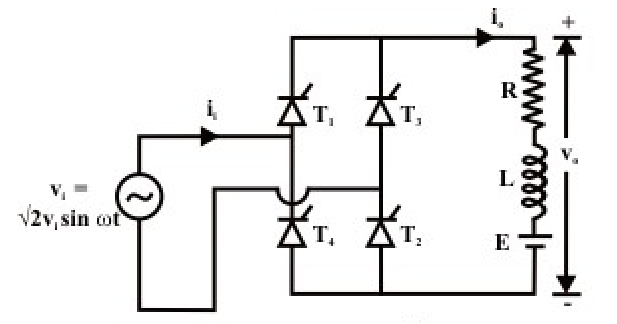 iₒ
+
R
T₁
T₃
iᵢ
vₒ
vᵢ =
√2vᵢ sin ωt
L
T₄
T₂
E
-